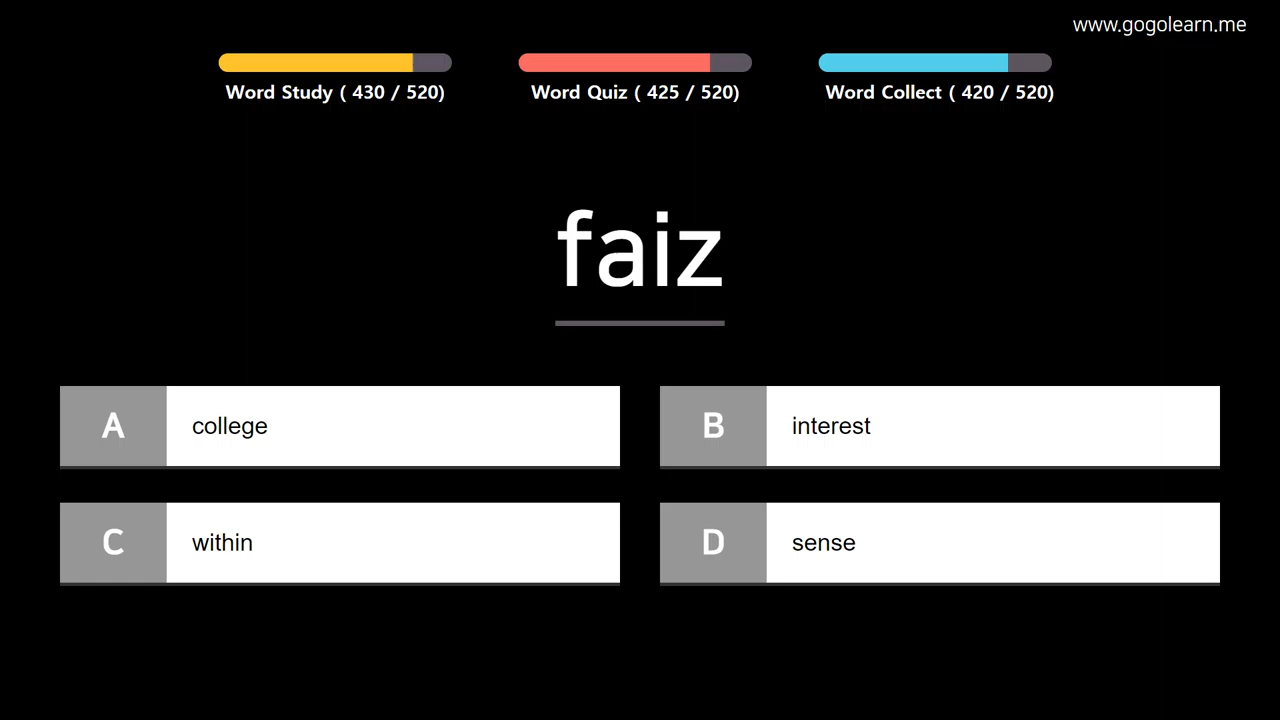 www.gogolearn.me
Word Study ( 430 / 520)
Word Quiz ( 425 / 520)
Word Collect ( 420 / 520)
faiz
A college
B interest
C within
D sense